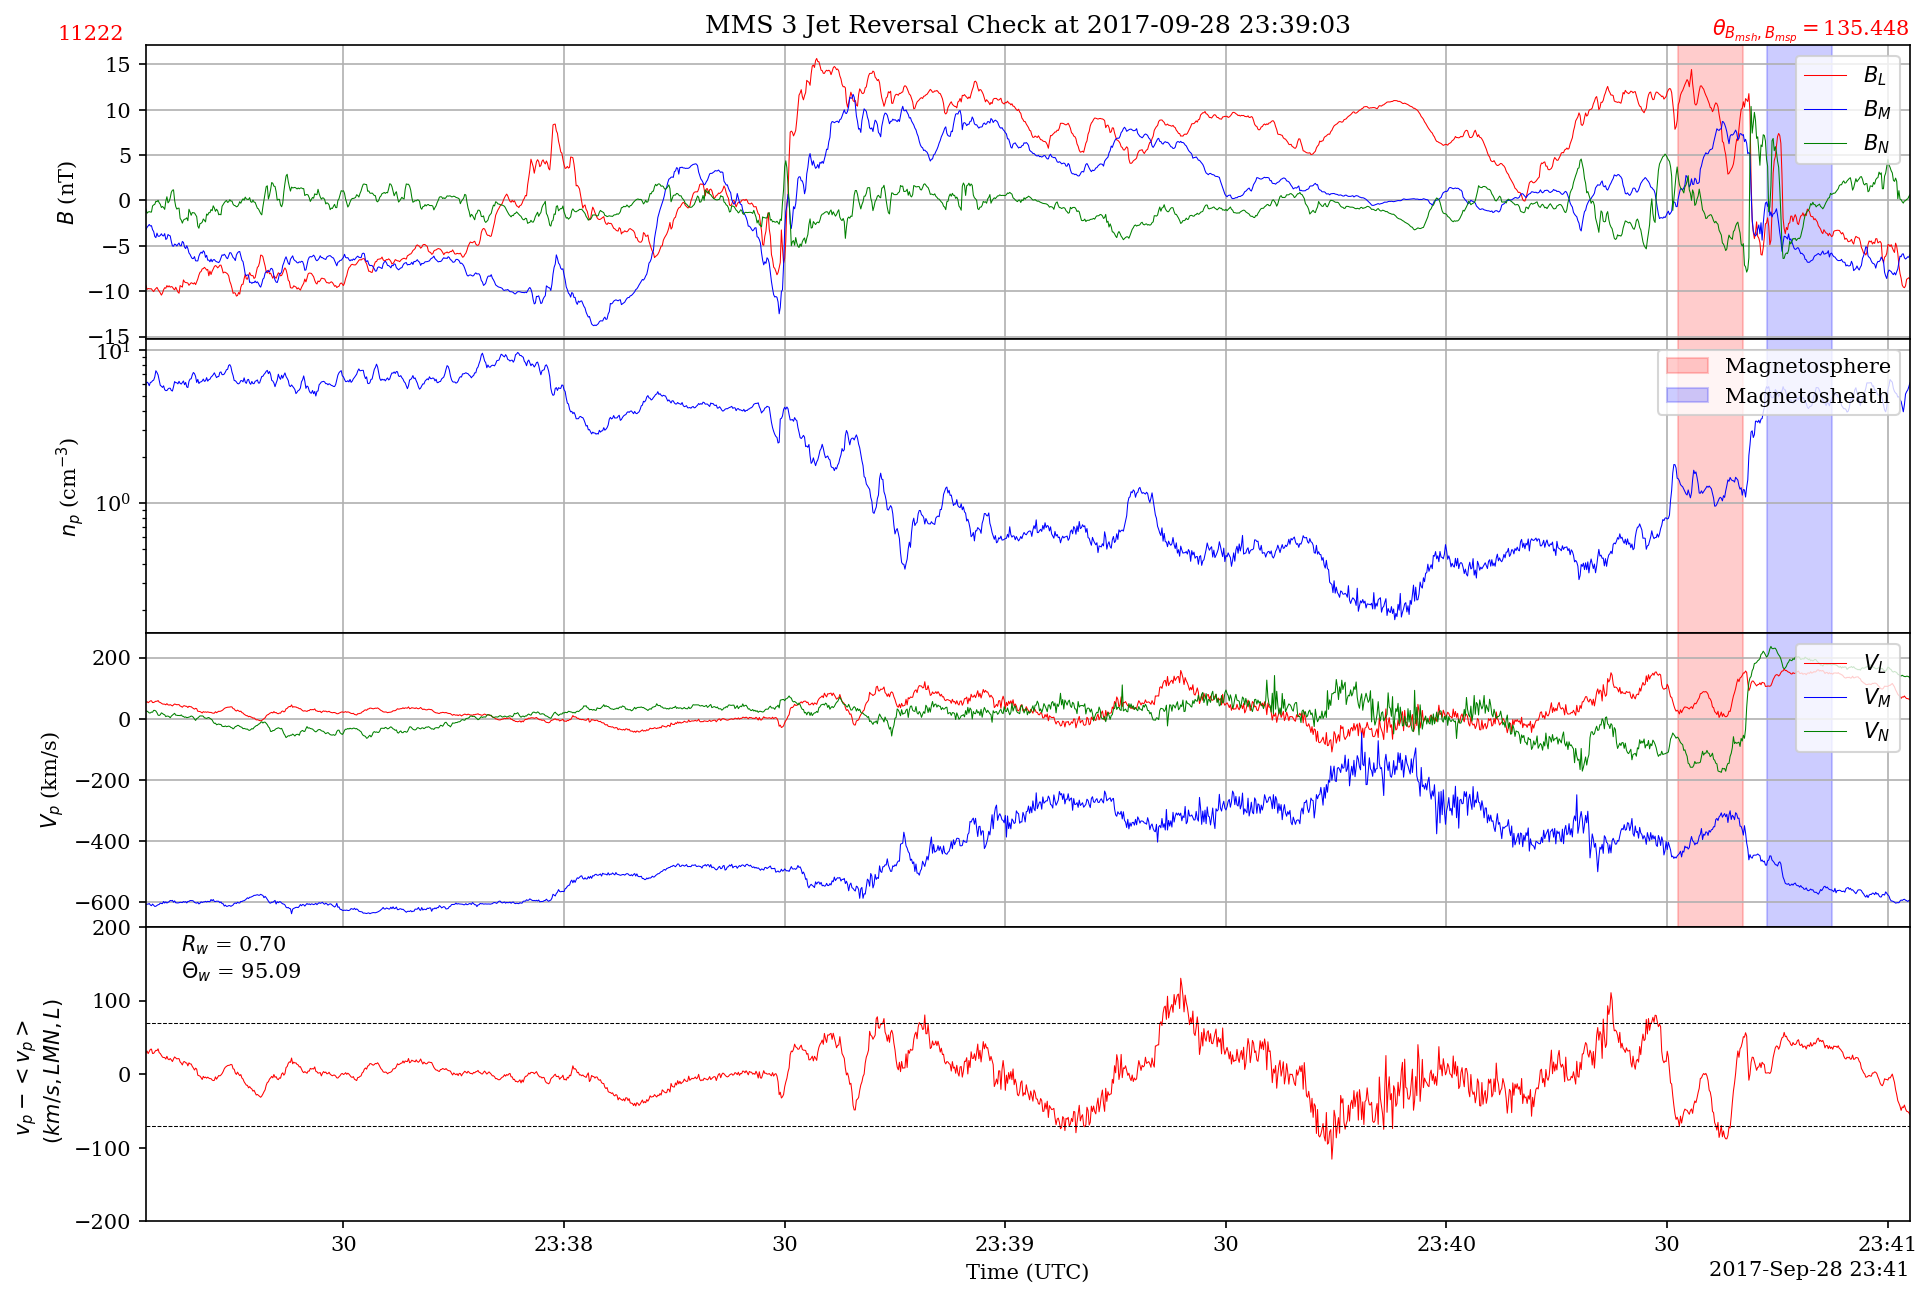 MMS 3 Jet Reversal Check at 2017-09-28 23:39:03
11222
θ_{B_{msh}, B_{msp}} = 135.448
15
10
5
0
−5
−10
−15
B (nT)
B_L
B_M
B_N
10¹
10⁰
n_p (cm⁻³)
Magnetosphere
Magnetosheath
200
0
−200
−400
−600
V_p (km/s)
V_L
V_M
V_N
200
100
0
−100
−200
v_p − < v_p >
(km/s, LMN, L)
R_w = 0.70
Θ_w = 95.09
30
23:38
30
23:39
30
23:40
30
23:41
Time (UTC)
2017-Sep-28 23:41